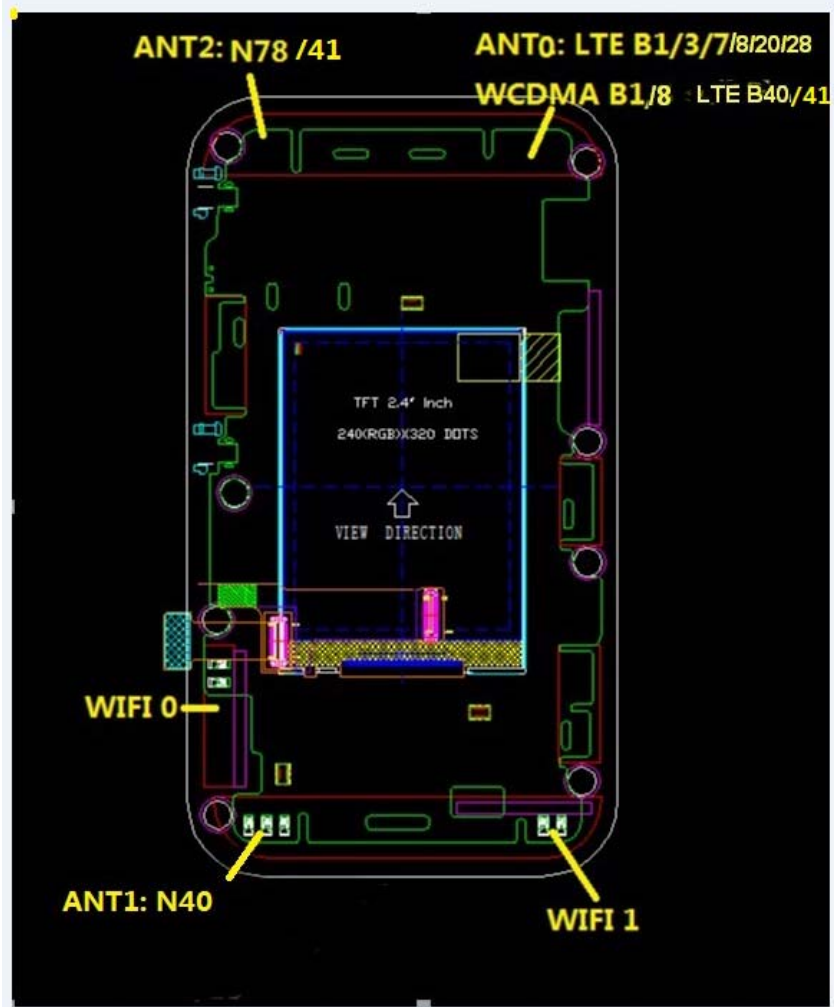 ANT2: N78 /41
ANT0: LTE B1/3/7/8/20/28
WCDMA B1/8 LTE B40/41
TFT 2.4" Inch
240(RGB)X320 DOTS
VIEW DIRECTION
WIFI 0
ANT1: N40
WIFI 1